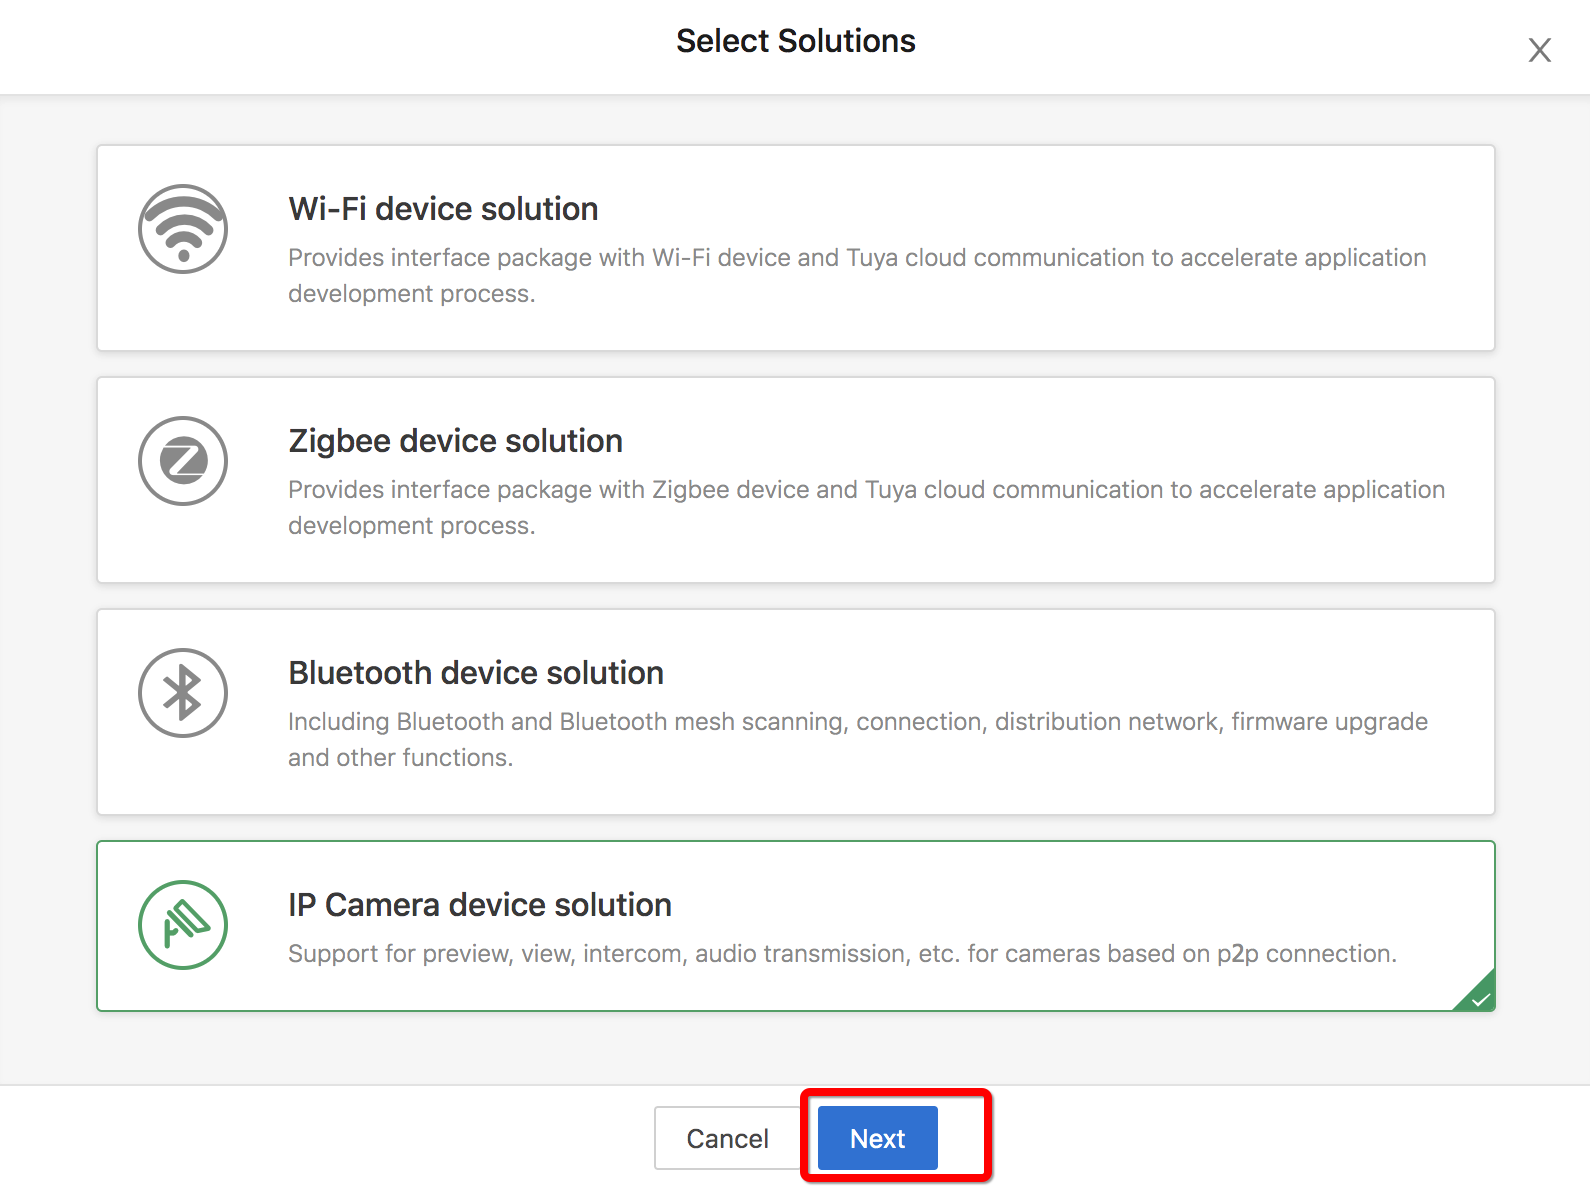 Select Solutions
X
Wi-Fi device solution
Provides interface package with Wi-Fi device and Tuya cloud communication to accelerate application
development process.
Zigbee device solution
Provides interface package with Zigbee device and Tuya cloud communication to accelerate application
development process.
Bluetooth device solution
Including Bluetooth and Bluetooth mesh scanning, connection, distribution network, firmware upgrade
and other functions.
IP Camera device solution
Support for preview, view, intercom, audio transmission, etc. for cameras based on p2p connection.
Cancel Next